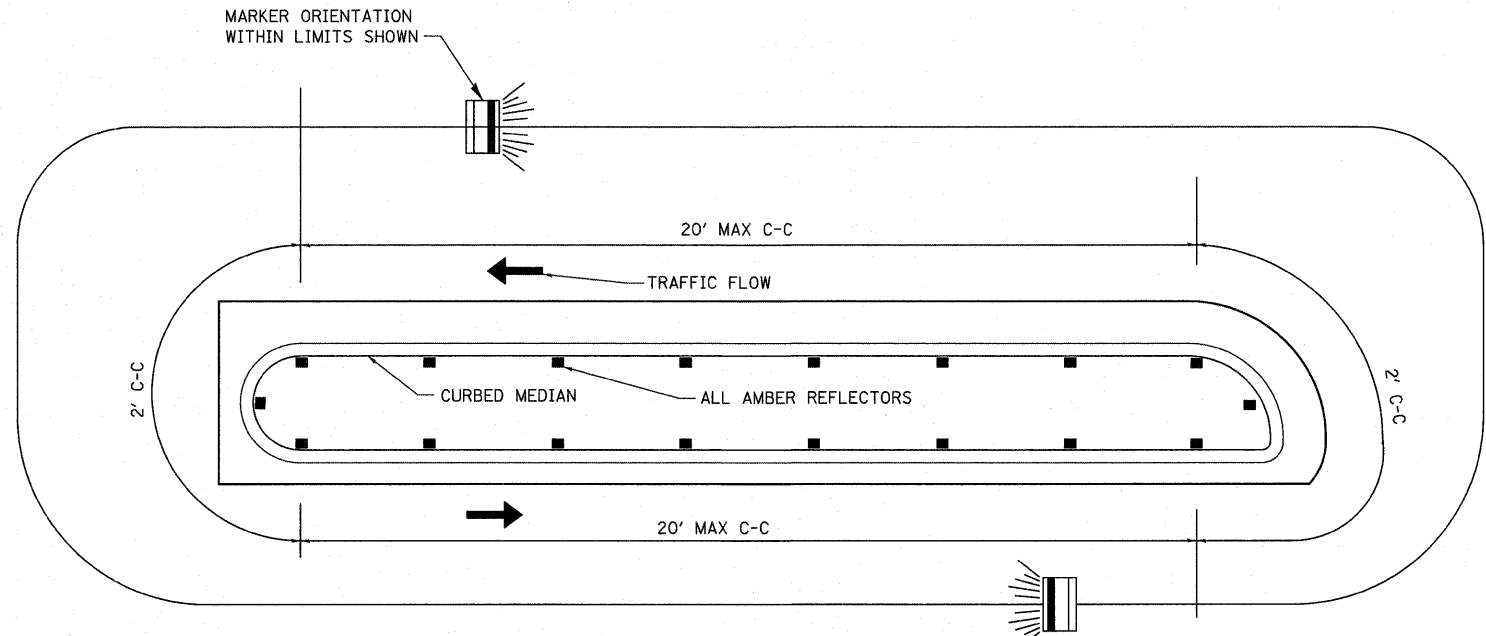 MARKER ORIENTATION
WITHIN LIMITS SHOWN
20' MAX C-C
TRAFFIC FLOW
2' C-C
2' C-C
CURBED MEDIAN
ALL AMBER REFLECTORS
20' MAX C-C